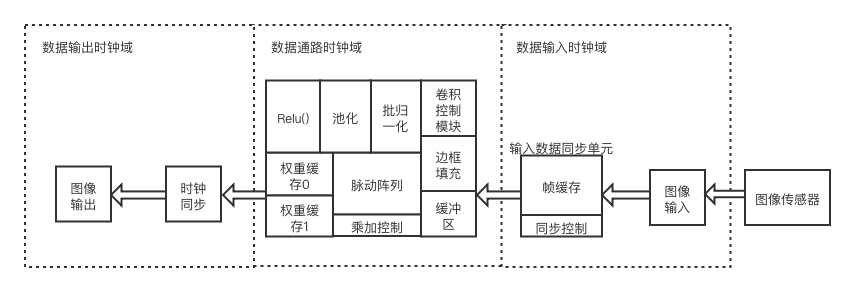 数据输出时钟域
数据通路时钟域
数据输入时钟域
Relu()
池化
批归
一化
卷积
控制
模块
边框
填充
权重缓
存0
脉动阵列
权重缓
存1
乘加控制
缓冲
区
输入数据同步单元
帧缓存
同步控制
图像
输出
时钟
同步
图像
输入
图像传感器